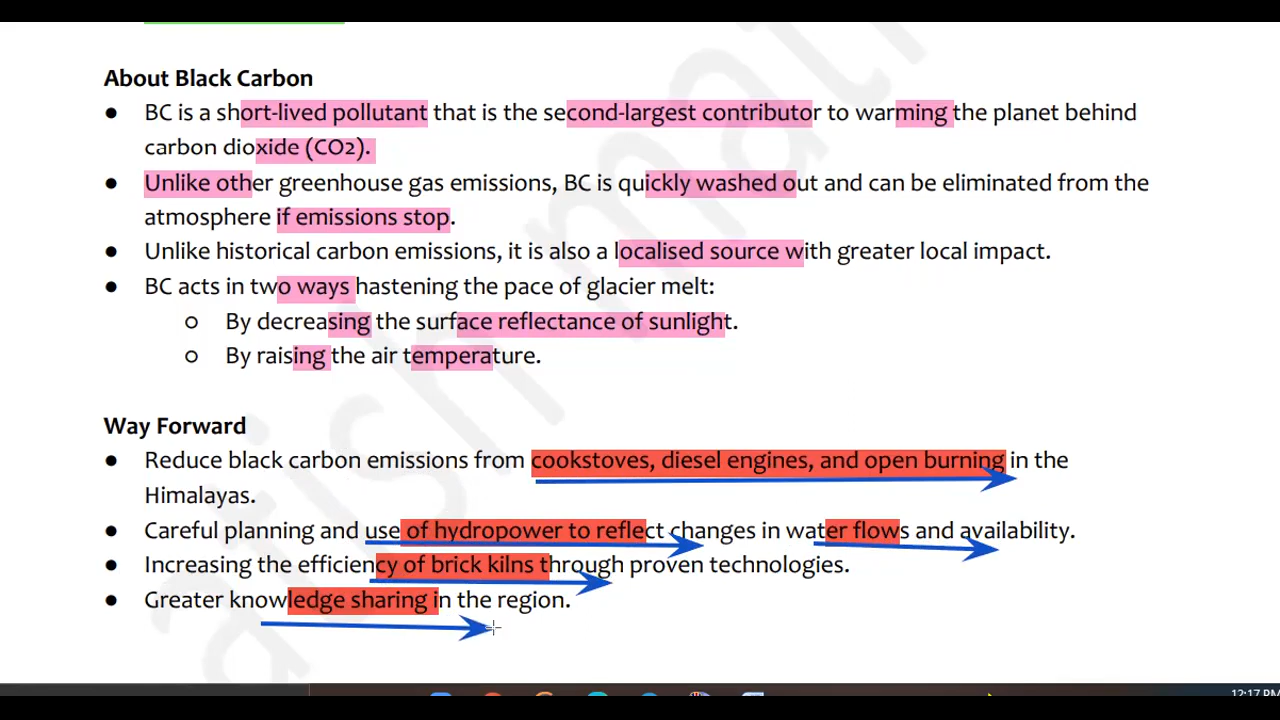 About Black Carbon
● BC is a short-lived pollutant that is the second-largest contributor to warming the planet behind
carbon dioxide (CO2).
● Unlike other greenhouse gas emissions, BC is quickly washed out and can be eliminated from the
atmosphere if emissions stop.
● Unlike historical carbon emissions, it is also a localised source with greater local impact.
● BC acts in two ways hastening the pace of glacier melt:
○ By decreasing the surface reflectance of sunlight.
○ By raising the air temperature.
Way Forward
● Reduce black carbon emissions from cookstoves, diesel engines, and open burning in the
Himalayas.
● Careful planning and use of hydropower to reflect changes in water flows and availability.
● Increasing the efficiency of brick kilns through proven technologies.
● Greater knowledge sharing in the region.
12:17 PM